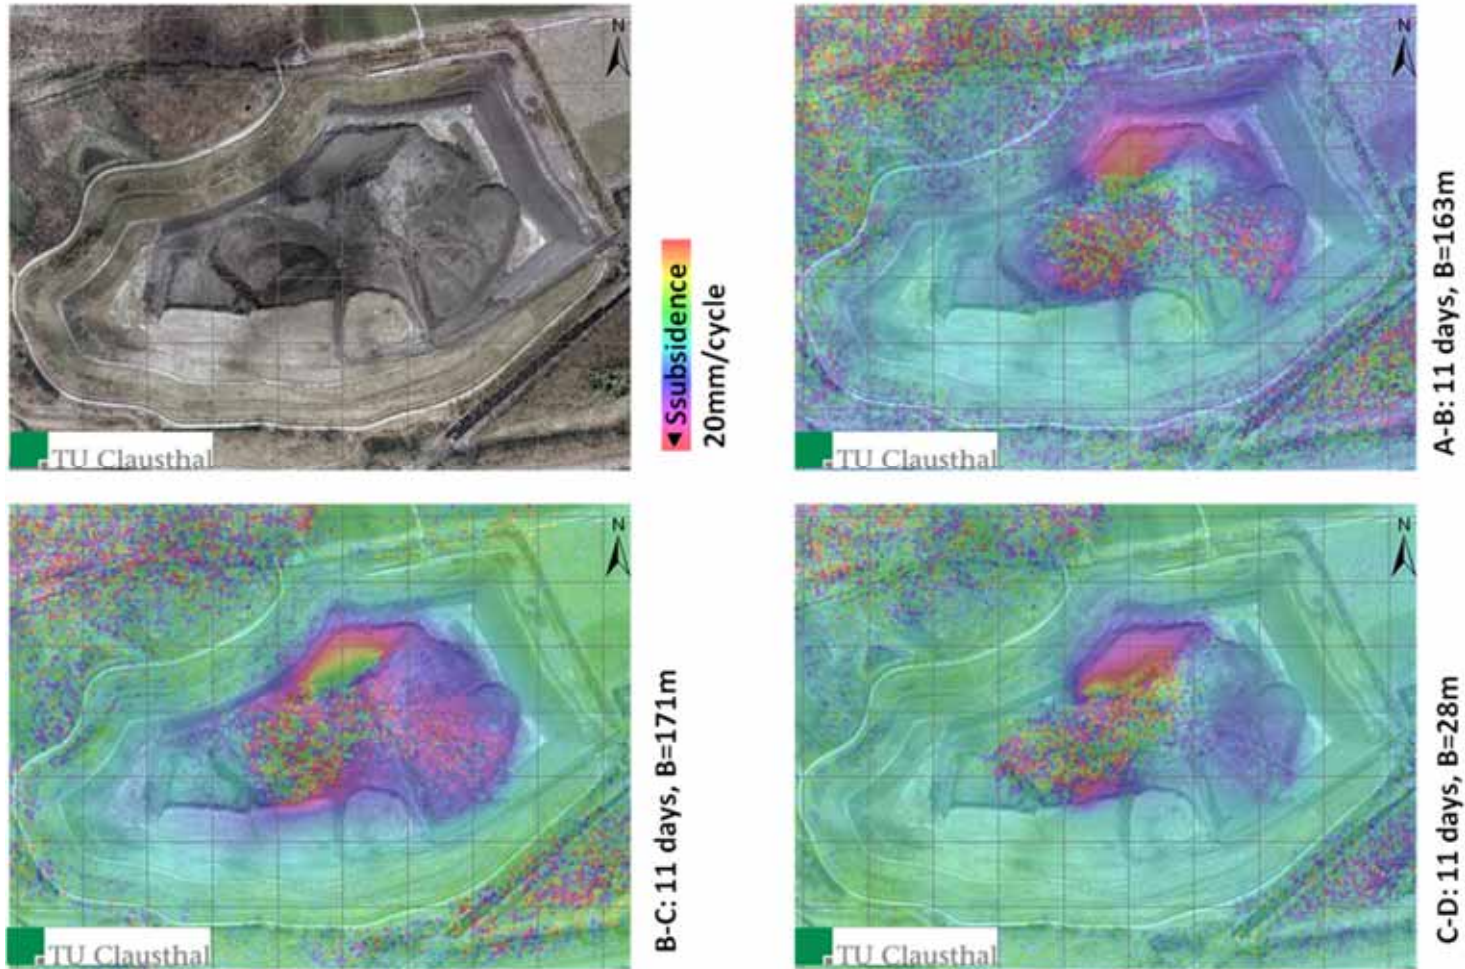 N
TU Clausthal
◄ Ssubsidence
20mm/cycle
N
TU Clausthal
A-B: 11 days, B=163m
N
TU Clausthal
B-C: 11 days, B=171m
N
TU Clausthal
C-D: 11 days, B=28m